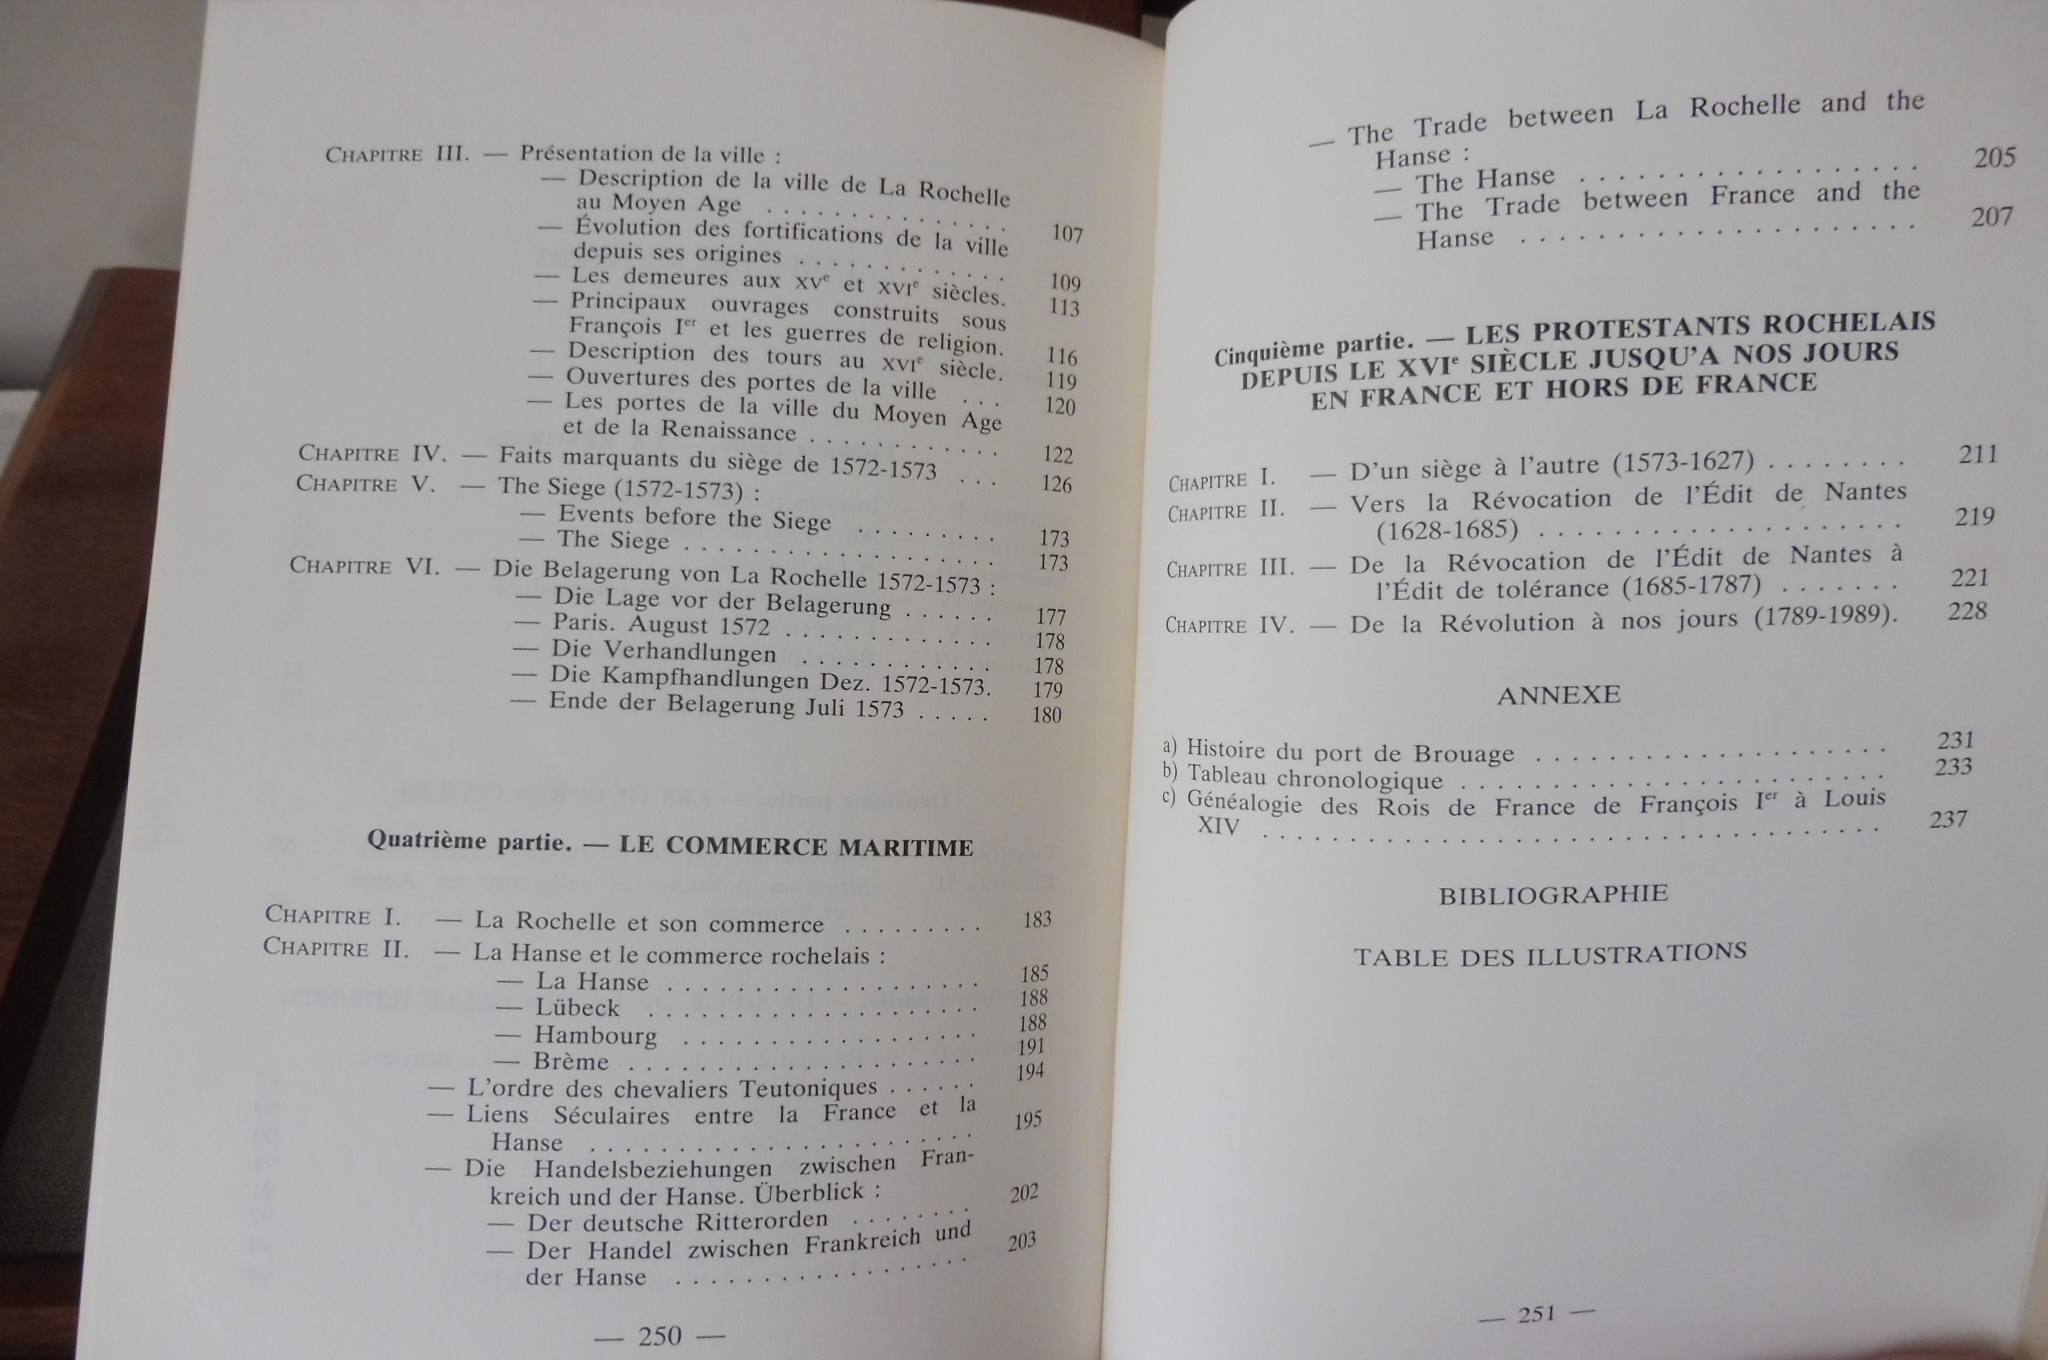 CHAPITRE III. — Présentation de la ville :
— Description de la ville de La Rochelle
au Moyen Age . . . . . . . . . . . . . 107
— Évolution des fortifications de la ville
depuis ses origines . . . . . . . . . . . . 109
— Les demeures aux XVe et XVIe siècles. 113
— Principaux ouvrages construits sous
François Ier et les guerres de religion. 116
— Description des tours au XVIe siècle. 119
— Ouvertures des portes de la ville . . . 120
— Les portes de la ville du Moyen Age
et de la Renaissance . . . . . . . . . . . . 122
CHAPITRE IV. — Faits marquants du siège de 1572-1573 . . . 126
CHAPITRE V. — The Siege (1572-1573) :
— Events before the Siege . . . . . . . . 173
— The Siege . . . . . . . . . . . . . . . . 173
CHAPITRE VI. — Die Belagerung von La Rochelle 1572-1573 :
— Die Lage vor der Belagerung . . . . . . 177
— Paris. August 1572 . . . . . . . . . . . . . 178
— Die Verhandlungen . . . . . . . . . . . . 178
— Die Kampfhandlungen Dez. 1572-1573. 179
— Ende der Belagerung Juli 1573 . . . . . 180
Quatrième partie. — LE COMMERCE MARITIME
CHAPITRE I. — La Rochelle et son commerce . . . . . . . . . 183
CHAPITRE II. — La Hanse et le commerce rochelais :
— La Hanse . . . . . . . . . . . . . . . . . . . 185
— Lübeck . . . . . . . . . . . . . . . . . . . . 188
— Hambourg . . . . . . . . . . . . . . . . . . 188
— Brème . . . . . . . . . . . . . . . . . . . . . 191
— L'ordre des chevaliers Teutoniques . . . . . . 194
— Liens Séculaires entre la France et la
Hanse . . . . . . . . . . . . . . . . . . . . . . . 195
— Die Handelsbeziehungen zwischen Fran-
kreich und der Hanse. Überblick :
— Der deutsche Ritterorden . . . . . . . . 202
— Der Handel zwischen Frankreich und
der Hanse . . . . . . . . . . . . . . . . . . 203
— 250 —
— The Trade between La Rochelle and the
Hanse :
— The Hanse . . . . . . . . . . . . . . . . . . 205
— The Trade between France and the
Hanse . . . . . . . . . . . . . . . . . . . . . 207
Cinquième partie. — LES PROTESTANTS ROCHELAIS
DEPUIS LE XVIe SIÈCLE JUSQU'A NOS JOURS
EN FRANCE ET HORS DE FRANCE
CHAPITRE I. — D'un siège à l'autre (1573-1627) . . . . . . . . 211
CHAPITRE II. — Vers la Révocation de l'Édit de Nantes
(1628-1685) . . . . . . . . . . . . . . . . . . . . 219
CHAPITRE III. — De la Révocation de l'Édit de Nantes à
l'Édit de tolérance (1685-1787) . . . . . . . 221
CHAPITRE IV. — De la Révolution à nos jours (1789-1989). 228
ANNEXE
a) Histoire du port de Brouage . . . . . . . . . . . . . . . . . . . . 231
b) Tableau chronologique . . . . . . . . . . . . . . . . . . . . . . . 233
c) Généalogie des Rois de France de François Ier à Louis
XIV . . . . . . . . . . . . . . . . . . . . . . . . . . . . . . . 237
BIBLIOGRAPHIE
TABLE DES ILLUSTRATIONS
— 251 —